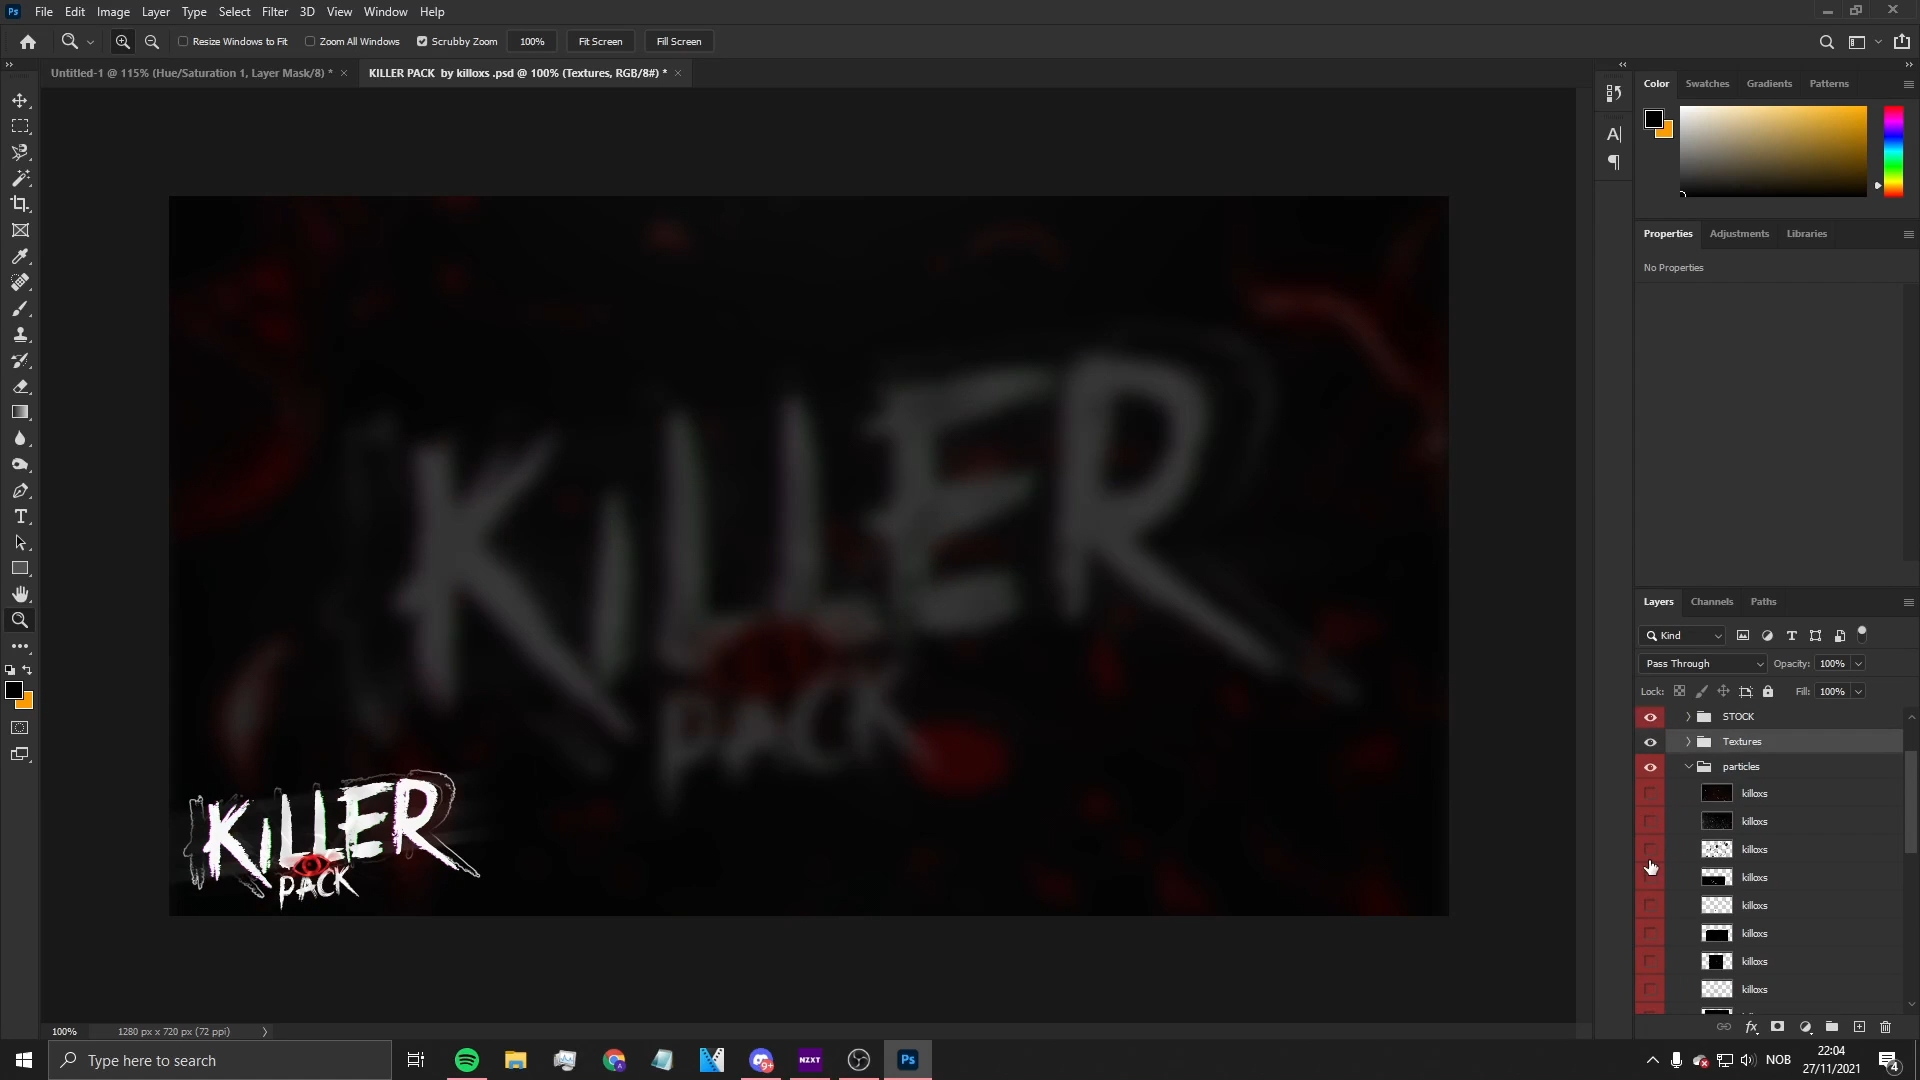 Ps File Edit Image Layer Type Select Filter 3D View Window Help
Resize Windows to Fit Zoom All Windows Scrubby Zoom 100% Fit Screen Fill Screen
Untitled-1 @ 115% (Hue/Saturation 1, Layer Mask/8) * × KILLER PACK by killoxs .psd @ 100% (Textures, RGB/8#) * ×
Color Swatches Gradients Patterns
Properties Adjustments Libraries
No Properties
KiLLER
PACK
KiLLER
PACK
Layers Channels Paths
Kind
Pass Through Opacity: 100%
Lock: Fill: 100%
STOCK
Textures
particles
killoxs
killoxs
killoxs
killoxs
killoxs
killoxs
killoxs
killoxs
100% 1280 px x 720 px (72 ppi)
Type here to search
9+
NZXT
Ps
NOB
22:04
27/11/2021
4